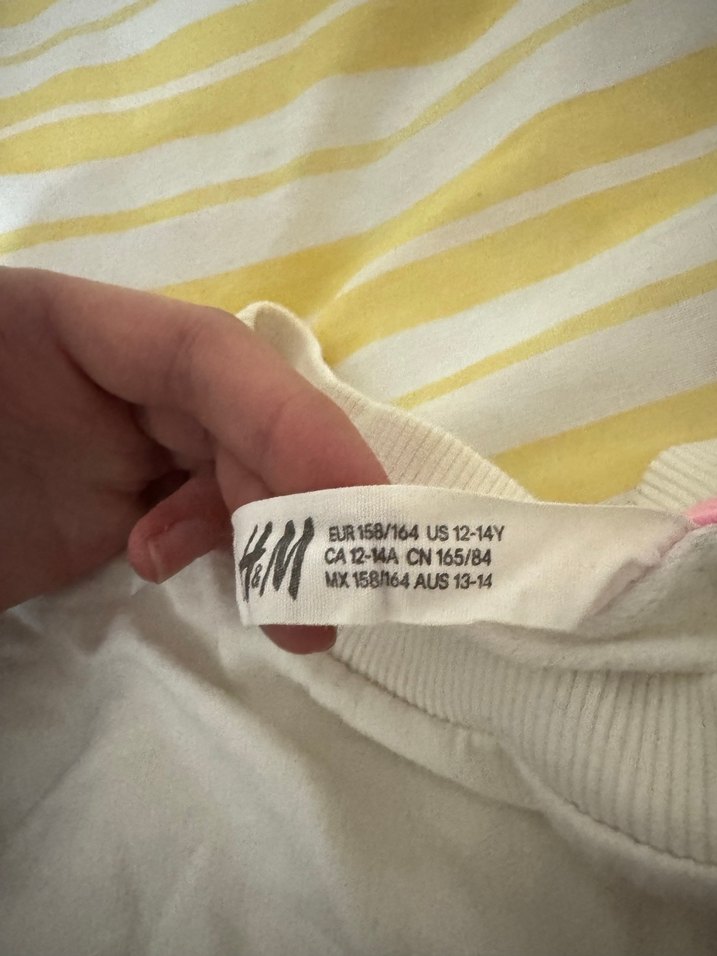 H&M
EUR 158/164 US 12-14Y
CA 12-14A CN 165/84
MX 158/164 AUS 13-14